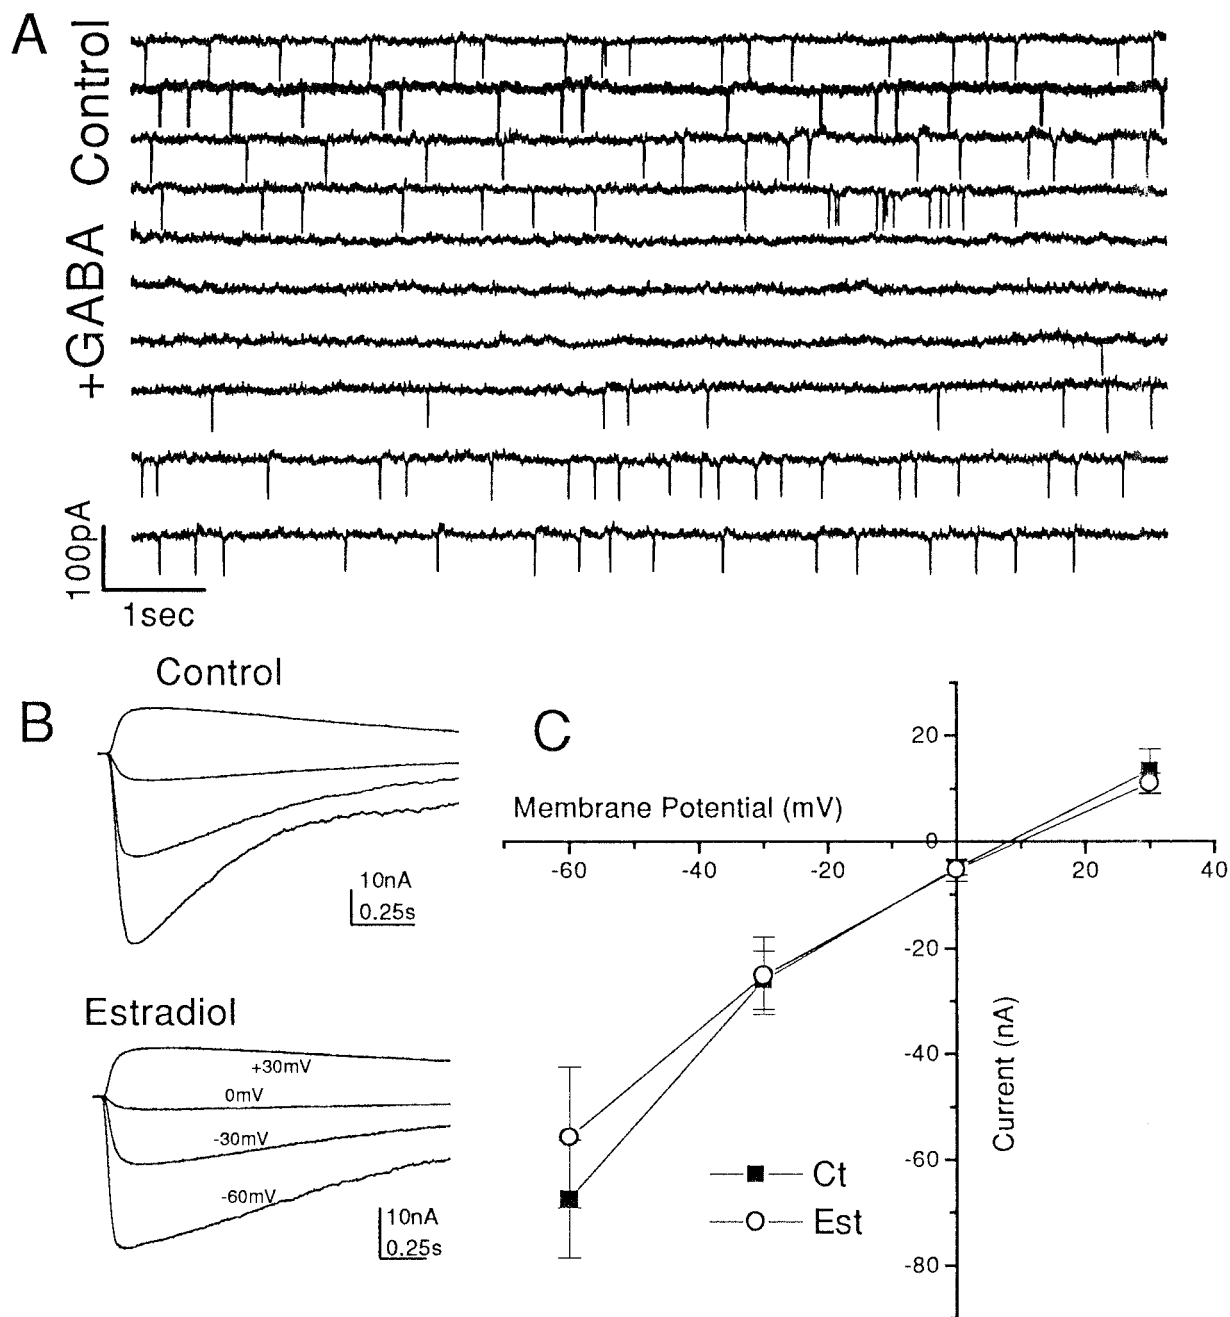 A
Control
+GABA
100pA
1sec
B
Control
10nA
0.25s
Estradiol
+30mV
0mV
-30mV
-60mV
10nA
0.25s
C
Membrane Potential (mV)
20
0
-20
-40
-60
-80
-60
-40
-20
20
40
Current (nA)
Ct
Est